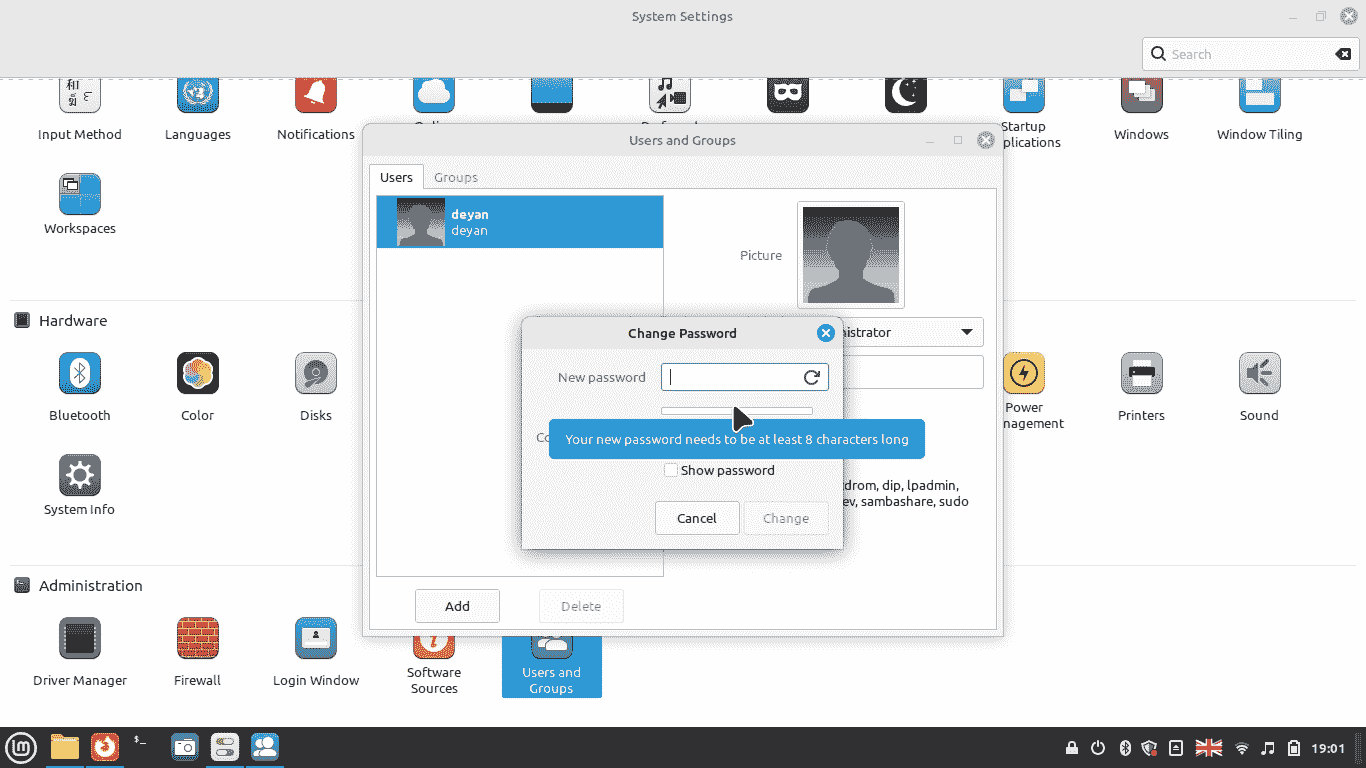 System Settings
Search
Input Method
Languages
Notifications
Startup
plications
Windows
Window Tiling
Workspaces
Users and Groups
Users
Groups
deyan
deyan
Picture
nistrator
Change Password
New password
Co
Your new password needs to be at least 8 characters long
Show password
Cancel
Change
drom, dip, lpadmin,
ev, sambashare, sudo
Hardware
Bluetooth
Color
Disks
Power
nagement
Printers
Sound
System Info
Add
Delete
Administration
Driver Manager
Firewall
Login Window
Software
Sources
Users and
Groups
19:01